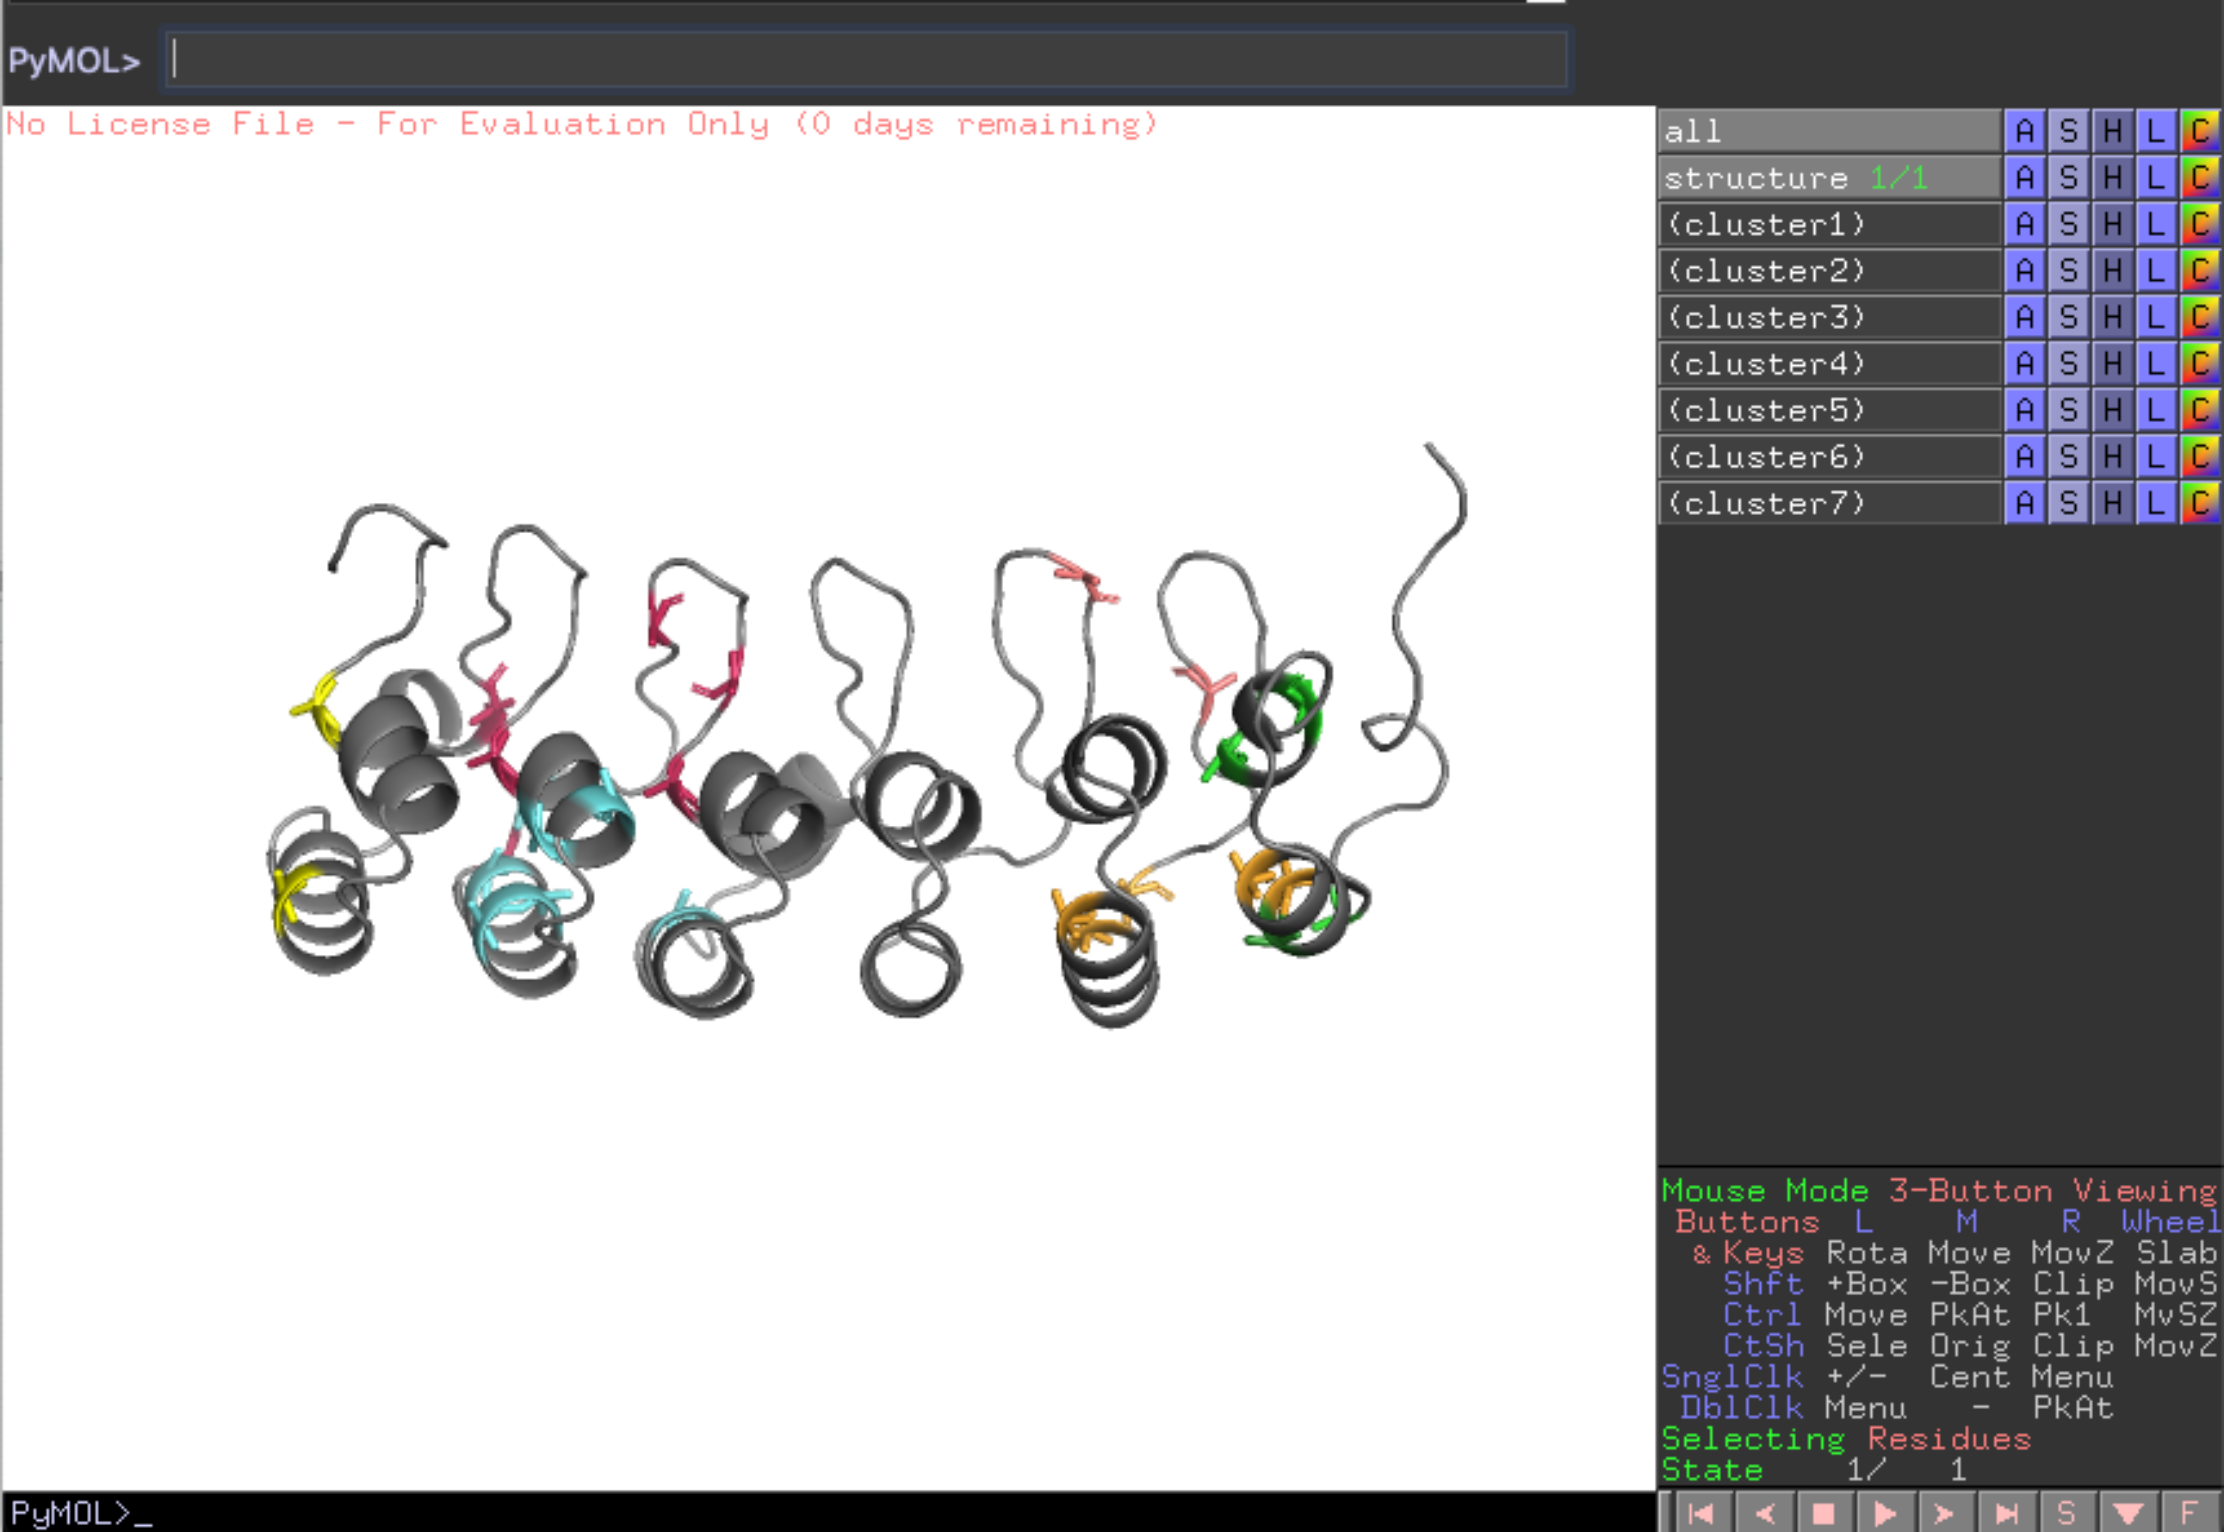 PyMOL>
No License File - For Evaluation Only (0 days remaining)
all A S H L C
structure 1/1 A S H L C
(cluster1) A S H L C
(cluster2) A S H L C
(cluster3) A S H L C
(cluster4) A S H L C
(cluster5) A S H L C
(cluster6) A S H L C
(cluster7) A S H L C
Mouse Mode 3-Button Viewing
Buttons L M R Wheel
& Keys Rota Move MovZ Slab
Shft +Box -Box Clip MovS
Ctrl Move PkAt Pk1 MvSZ
CtSh Sele Orig Clip MovZ
SnglClk +/- Cent Menu
DblClk Menu - PkAt
Selecting Residues
State 1/ 1
PyMOL>_
S F